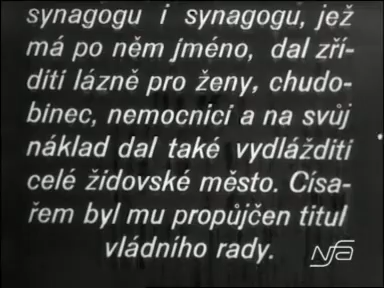 synagogu i synagogu, jež
má po něm jméno, dal zří-
diti lázně pro ženy, chudo-
binec, nemocnici a na svůj
náklad dal také vydlážditi
celé židovské město. Císa-
řem byl mu propůjčen titul
vládního rady.
nfa